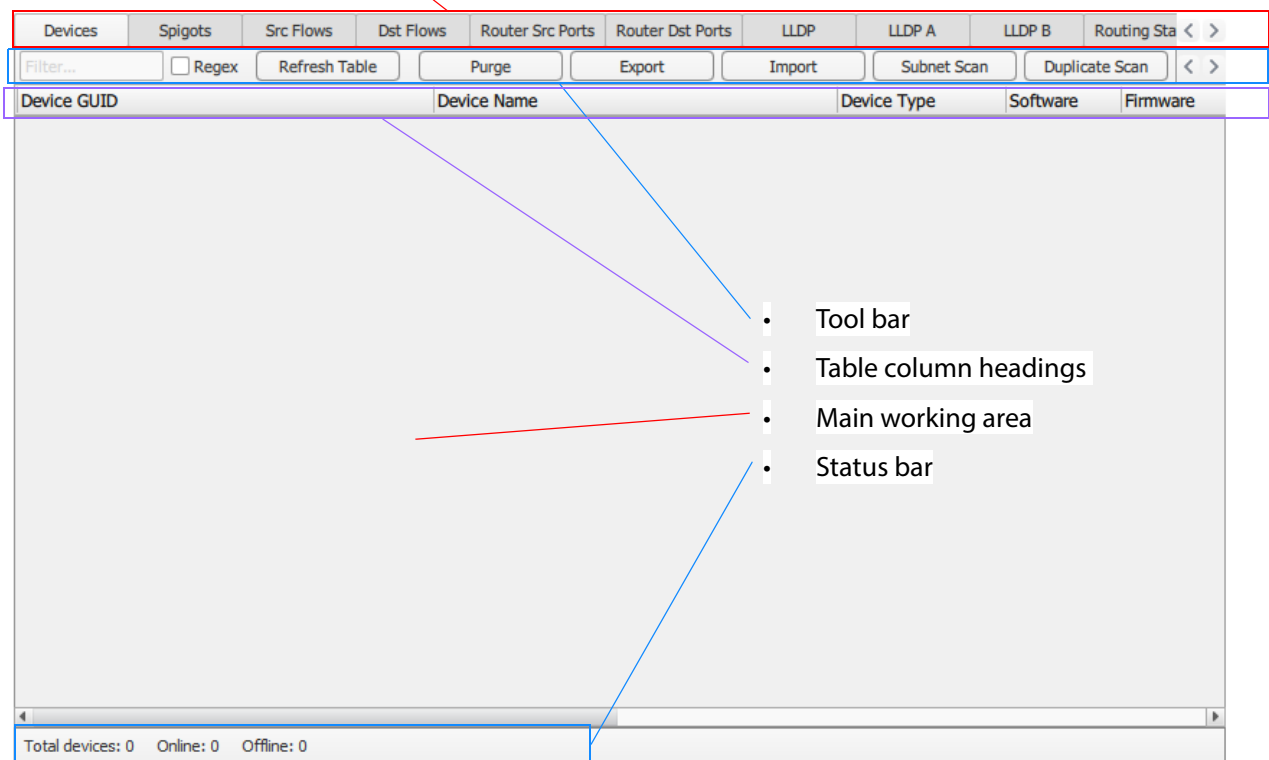 Devices Spigots Src Flows Dst Flows Router Src Ports Router Dst Ports LLDP LLDP A LLDP B Routing Sta < >
Filter... Regex Refresh Table Purge Export Import Subnet Scan Duplicate Scan < >
Device GUID Device Name Device Type Software Firmware
• Tool bar
• Table column headings
• Main working area
• Status bar
Total devices: 0 Online: 0 Offline: 0